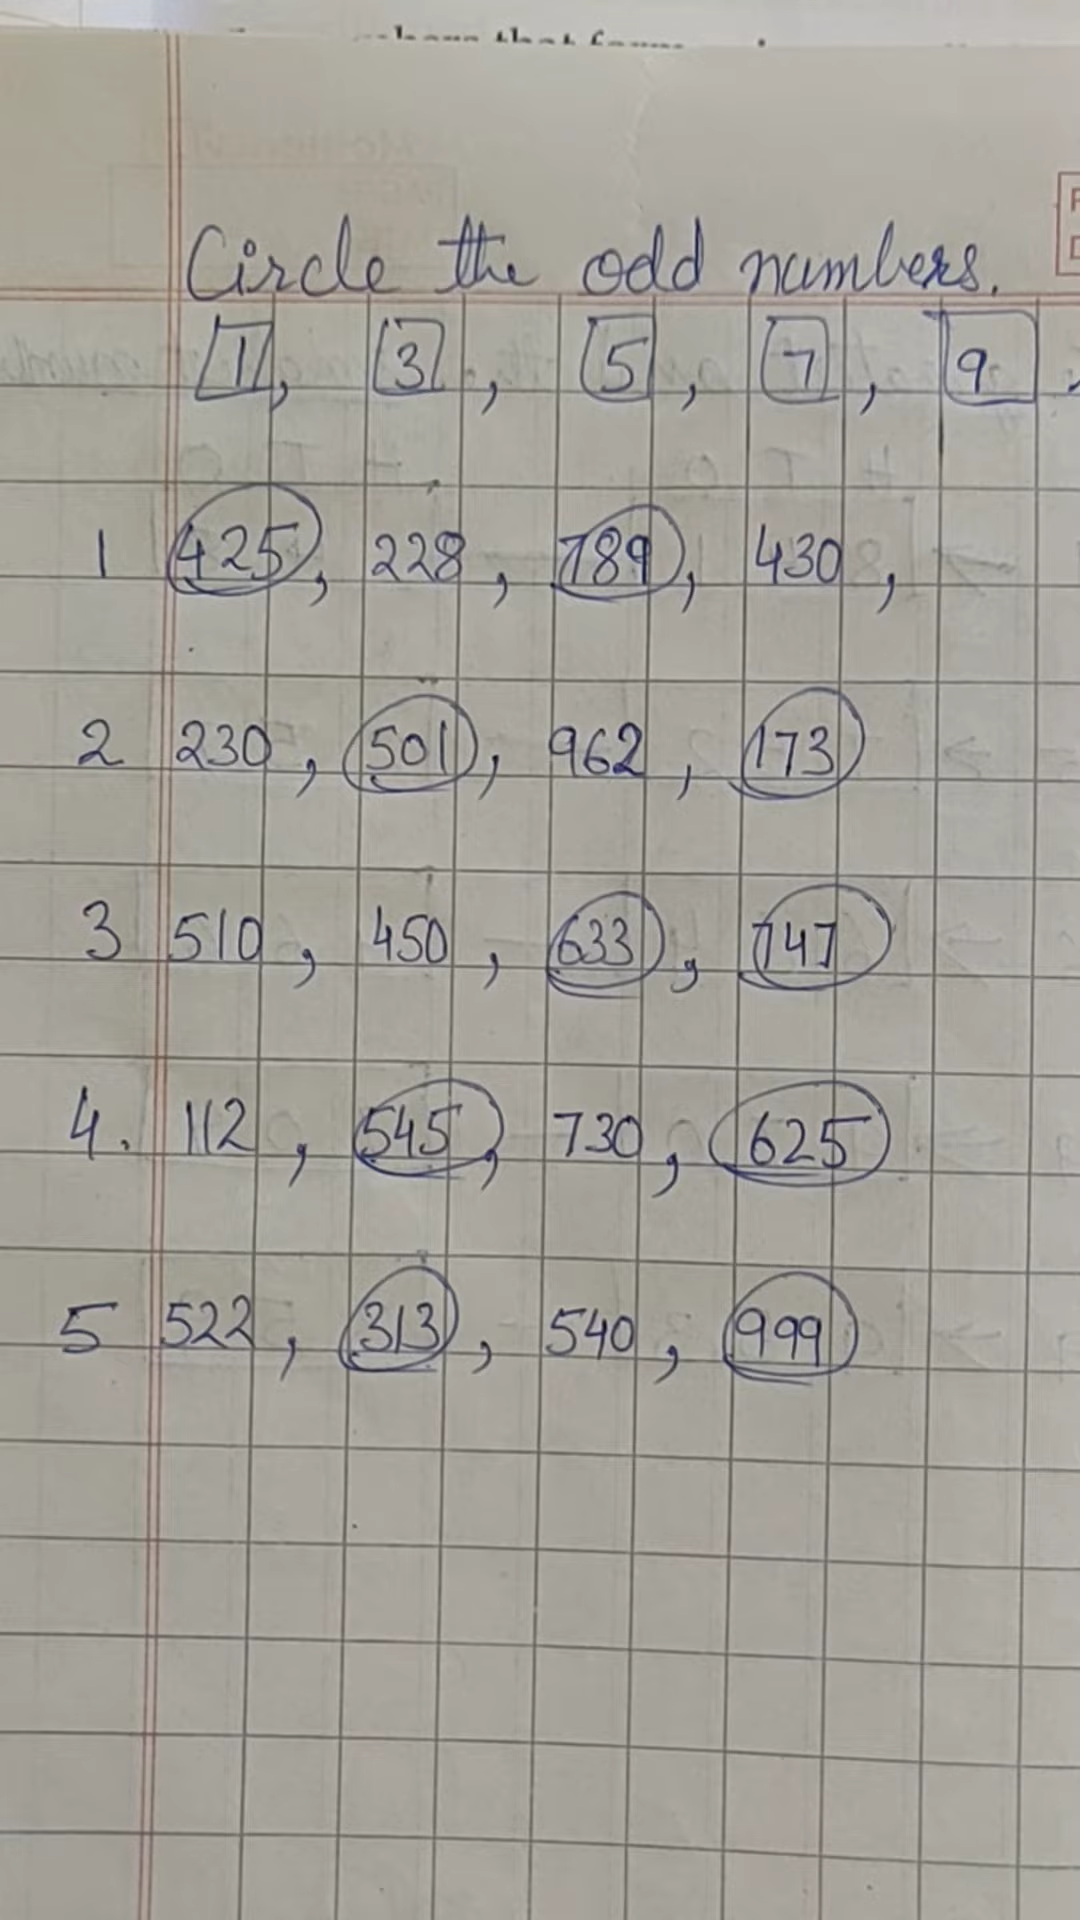 Circle the odd numbers.
1, 3, 5, 7, 9
1 425, 228, 789, 430,
2 230, 501, 962, 173
3 510, 450, 633, 747
4. 112, 545, 730, 625
5 522, 313, 540, 999